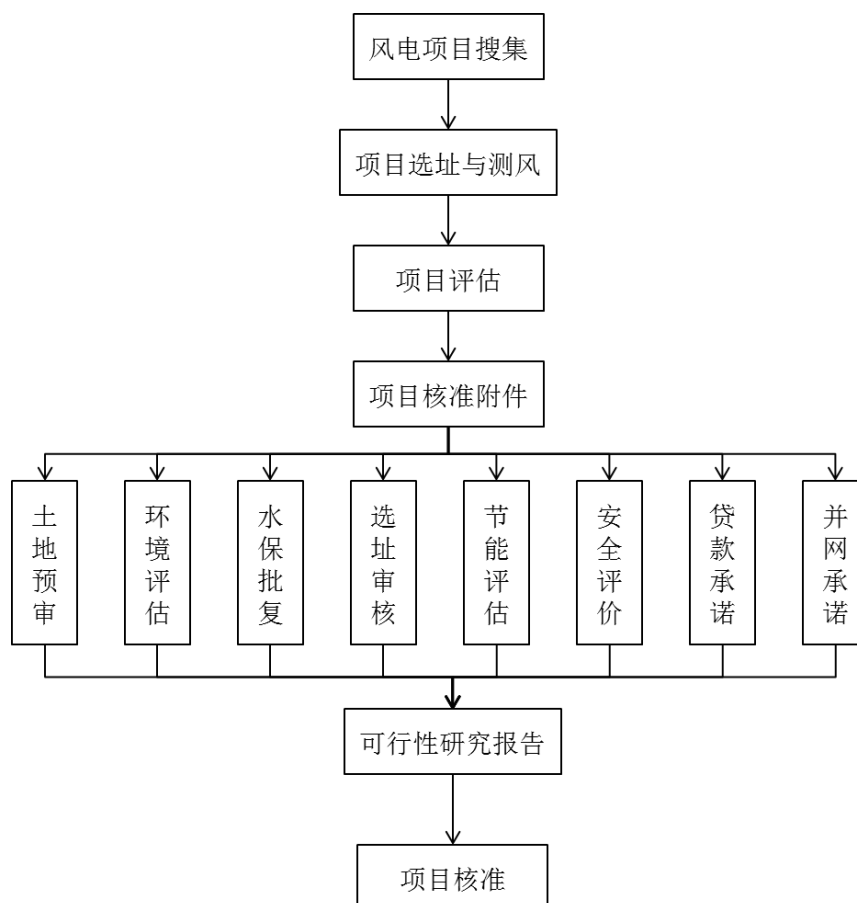 风电项目搜集
项目选址与测风
项目评估
项目核准附件
土地预审
环境评估
水保批复
选址审核
节能评估
安全评价
贷款承诺
并网承诺
可行性研究报告
项目核准